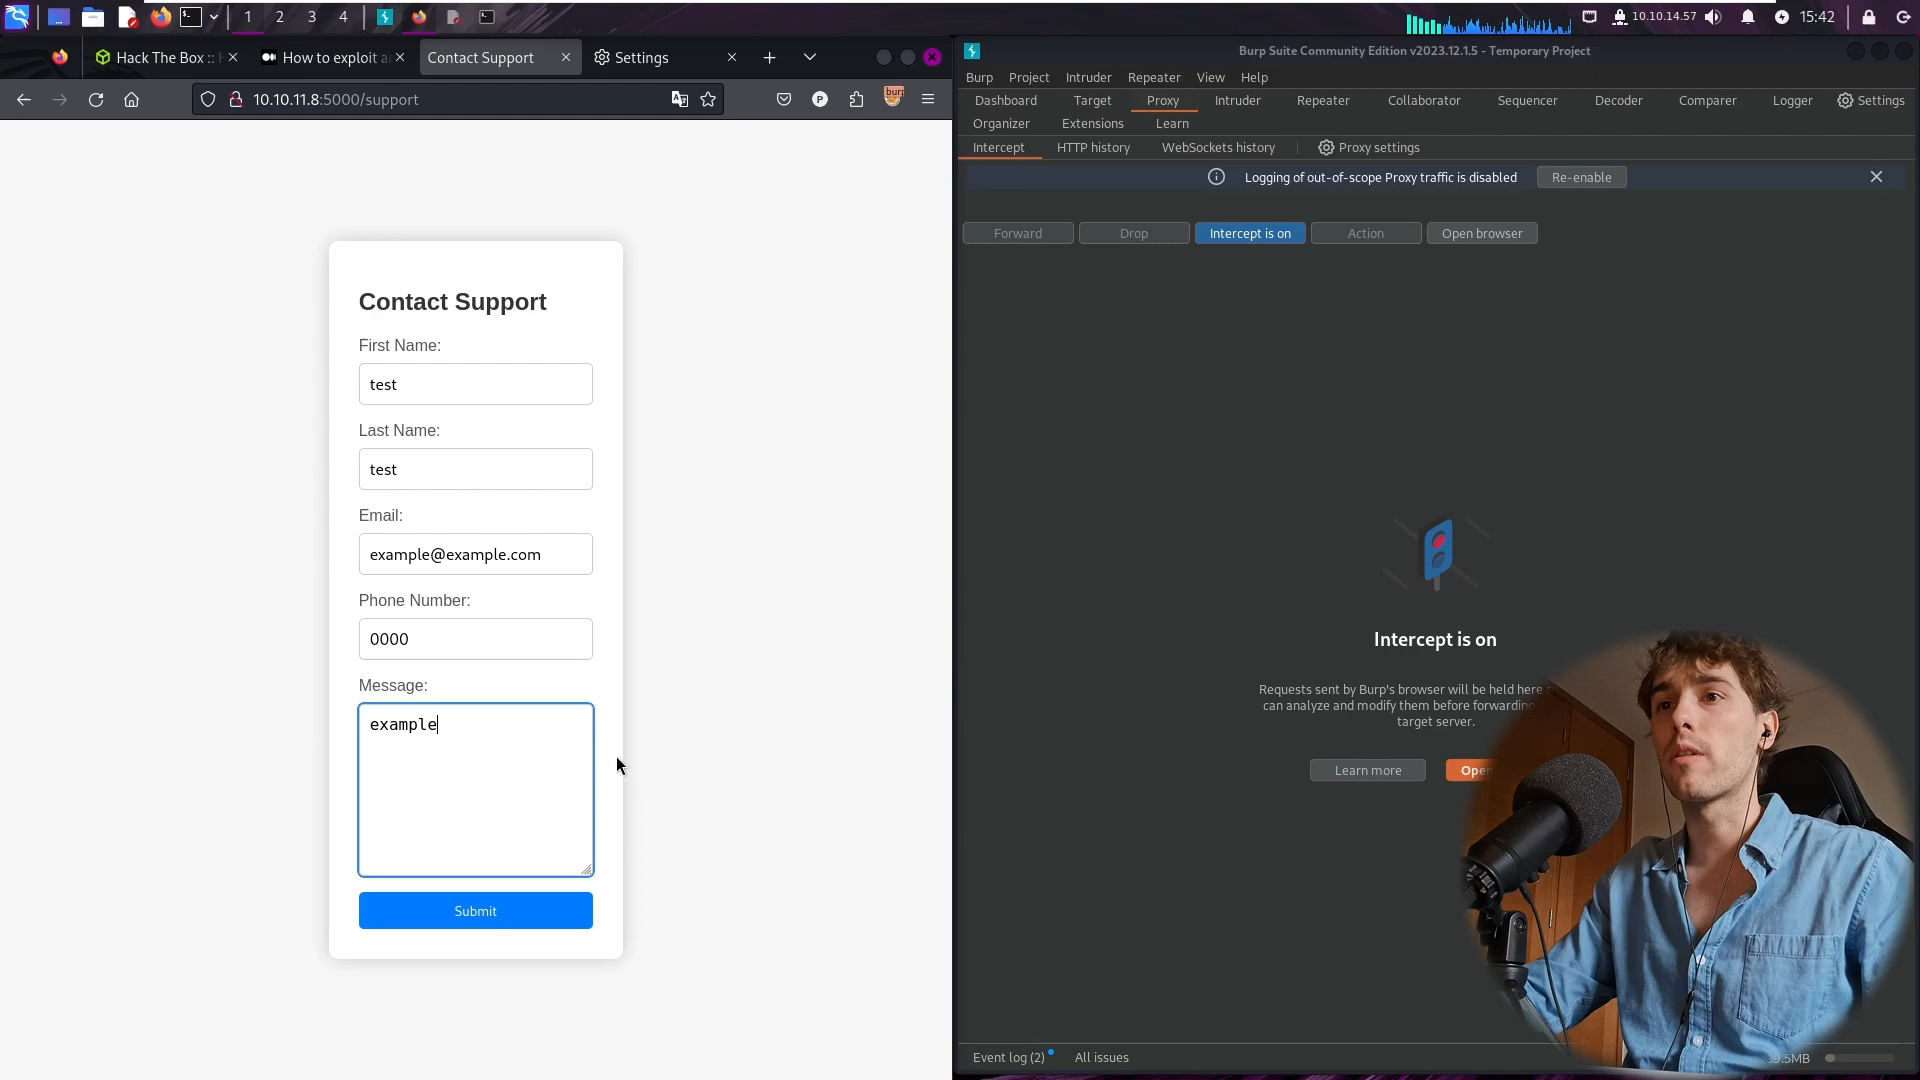 1 2 3 4
10.10.14.57 15:42
Hack The Box :: How to exploit a Contact Support Settings
10.10.11.8:5000/support
Contact Support
First Name:
test
Last Name:
test
Email:
example@example.com
Phone Number:
0000
Message:
example
Submit
Burp Suite Community Edition v2023.12.1.5 - Temporary Project
Burp Project Intruder Repeater View Help
Dashboard Target Proxy Intruder Repeater Collaborator Sequencer Decoder Comparer Logger Settings
Organizer Extensions Learn
Intercept HTTP history WebSockets history Proxy settings
Logging of out-of-scope Proxy traffic is disabled Re-enable
Forward Drop Intercept is on Action Open browser
Intercept is on
Requests sent by Burp's browser will be held here
can analyze and modify them before forwarding
target server.
Learn more Open
Event log (2) All issues